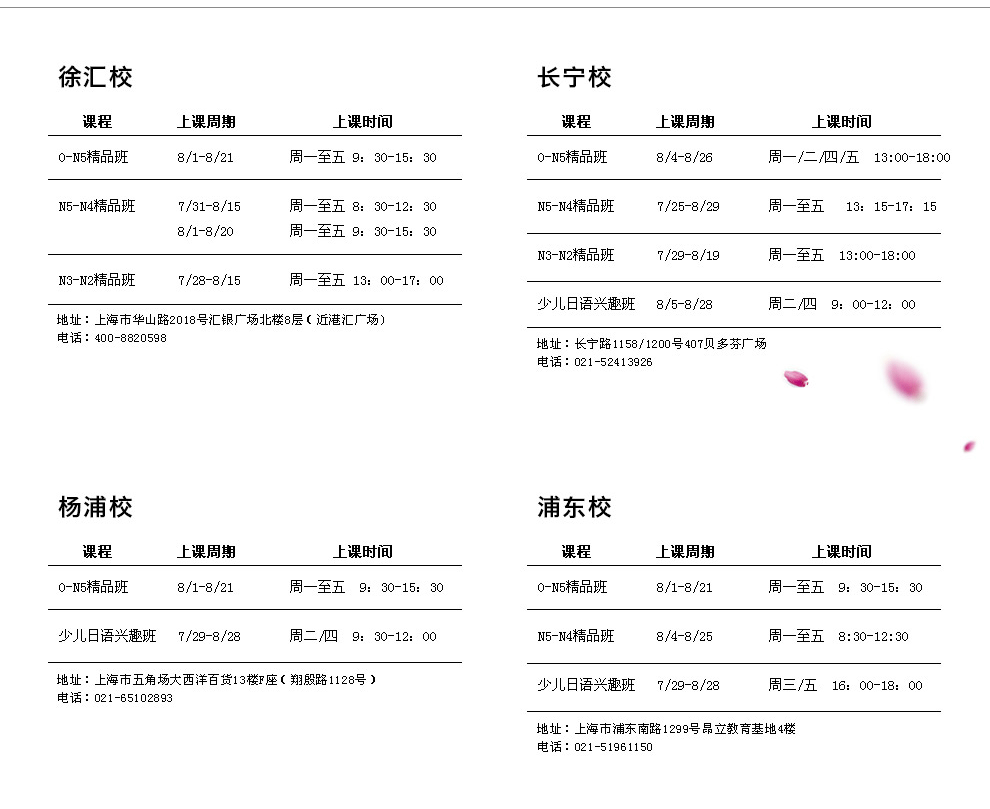 徐汇校
课程 上课周期 上课时间
0-N5精品班 8/1-8/21 周一至五 9：30-15：30
N5-N4精品班 7/31-8/15 周一至五 8：30-12：30
8/1-8/20 周一至五 9：30-15：30
N3-N2精品班 7/28-8/15 周一至五 13：00-17：00
地址：上海市华山路2018号汇银广场北楼8层（近港汇广场）
电话：400-8820598
长宁校
课程 上课周期 上课时间
0-N5精品班 8/4-8/26 周一/二/四/五 13:00-18:00
N5-N4精品班 7/25-8/29 周一至五 13：15-17：15
N3-N2精品班 7/29-8/19 周一至五 13:00-18:00
少儿日语兴趣班 8/5-8/28 周二/四 9：00-12：00
地址：长宁路1158/1200号407贝多芬广场
电话：021-52413926
杨浦校
课程 上课周期 上课时间
0-N5精品班 8/1-8/21 周一至五 9：30-15：30
少儿日语兴趣班 7/29-8/28 周二/四 9：30-12：00
地址：上海市五角场大西洋百货13楼F座（翔殷路1128号）
电话：021-65102893
浦东校
课程 上课周期 上课时间
0-N5精品班 8/1-8/21 周一至五 9：30-15：30
N5-N4精品班 8/4-8/25 周一至五 8:30-12:30
少儿日语兴趣班 7/29-8/28 周三/五 16：00-18：00
地址：上海市浦东南路1299号昂立教育基地4楼
电话：021-51961150